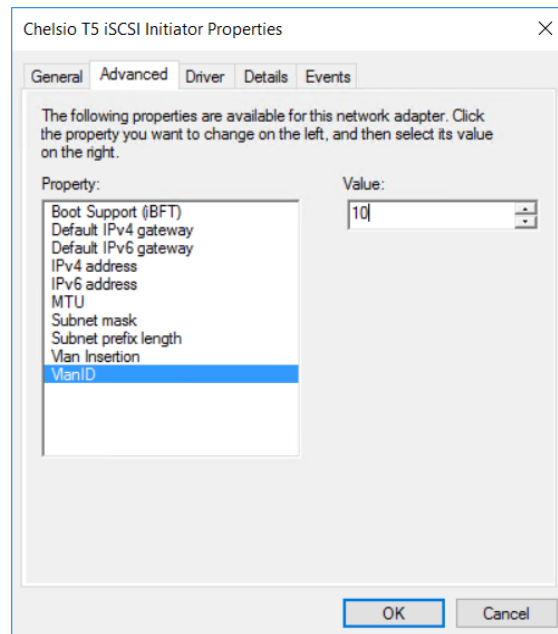 Chelsio T5 iSCSI Initiator Properties
General Advanced Driver Details Events
The following properties are available for this network adapter. Click
the property you want to change on the left, and then select its value
on the right.
Property: Value:
Boot Support (iBFT) 10
Default IPv4 gateway
Default IPv6 gateway
IPv4 address
IPv6 address
MTU
Subnet mask
Subnet prefix length
Vlan Insertion
VlanID
OK Cancel